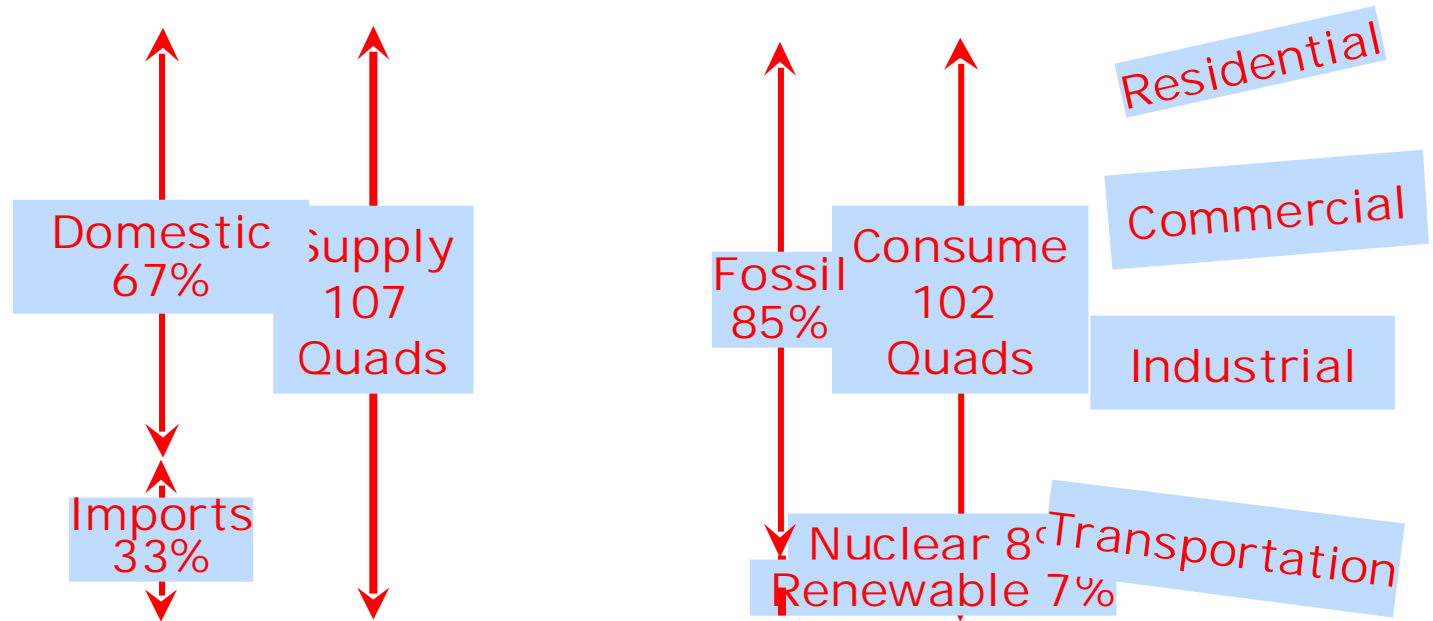 Domestic
67%
Supply
107
Quads
Imports
33%
Fossil
85%
Consume
102
Quads
Nuclear 8%
Renewable 7%
Residential
Commercial
Industrial
Transportation